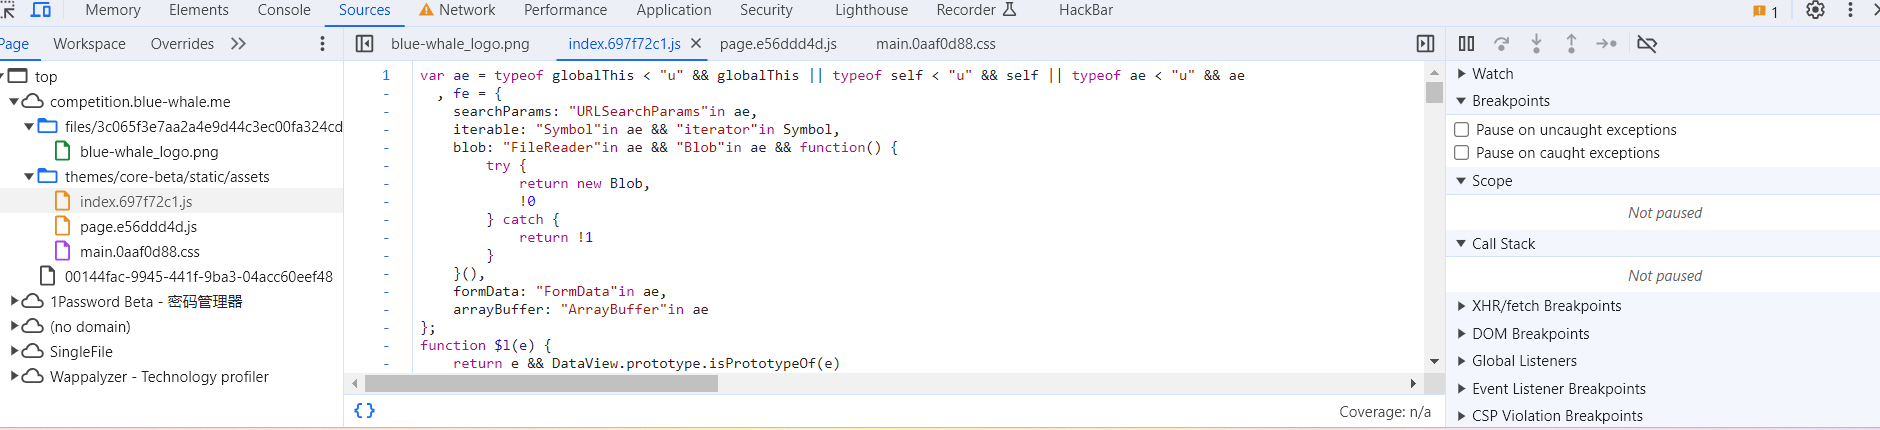 Memory Elements Console Sources Network Performance Application Security Lighthouse Recorder HackBar 1
Page Workspace Overrides
top
competition.blue-whale.me
files/3c065f3e7aa2a4e9d44c3ec00fa324cd
blue-whale_logo.png
themes/core-beta/static/assets
index.697f72c1.js
page.e56ddd4d.js
main.0aaf0d88.css
00144fac-9945-441f-9ba3-04acc60eef48
1Password Beta - 密码管理器
(no domain)
SingleFile
Wappalyzer - Technology profiler
blue-whale_logo.png index.697f72c1.js × page.e56ddd4d.js main.0aaf0d88.css
1 var ae = typeof globalThis < "u" && globalThis || typeof self < "u" && self || typeof ae < "u" && ae
- , fe = {
- searchParams: "URLSearchParams"in ae,
- iterable: "Symbol"in ae && "iterator"in Symbol,
- blob: "FileReader"in ae && "Blob"in ae && function() {
- try {
- return new Blob,
- !0
- } catch {
- return !1
- }
- }(),
- formData: "FormData"in ae,
- arrayBuffer: "ArrayBuffer"in ae
- };
- function $l(e) {
- return e && DataView.prototype.isPrototypeOf(e)
{} Coverage: n/a
Watch
Breakpoints
Pause on uncaught exceptions
Pause on caught exceptions
Scope
Not paused
Call Stack
Not paused
XHR/fetch Breakpoints
DOM Breakpoints
Global Listeners
Event Listener Breakpoints
CSP Violation Breakpoints